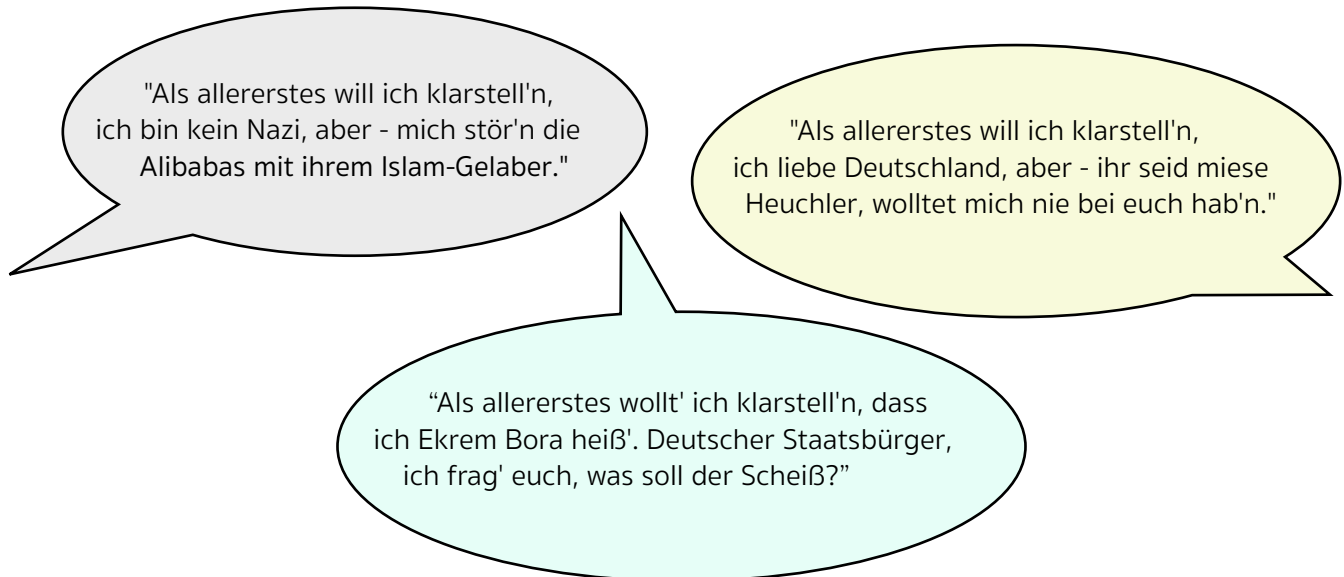 "Als allererstes will ich klarstell'n,
ich bin kein Nazi, aber - mich stör'n die
Alibabas mit ihrem Islam-Gelaber."
"Als allererstes will ich klarstell'n,
ich liebe Deutschland, aber - ihr seid miese
Heuchler, wolltet mich nie bei euch hab'n."
“Als allererstes wollt' ich klarstell'n, dass
ich Ekrem Bora heiß'. Deutscher Staatsbürger,
ich frag' euch, was soll der Scheiß?”